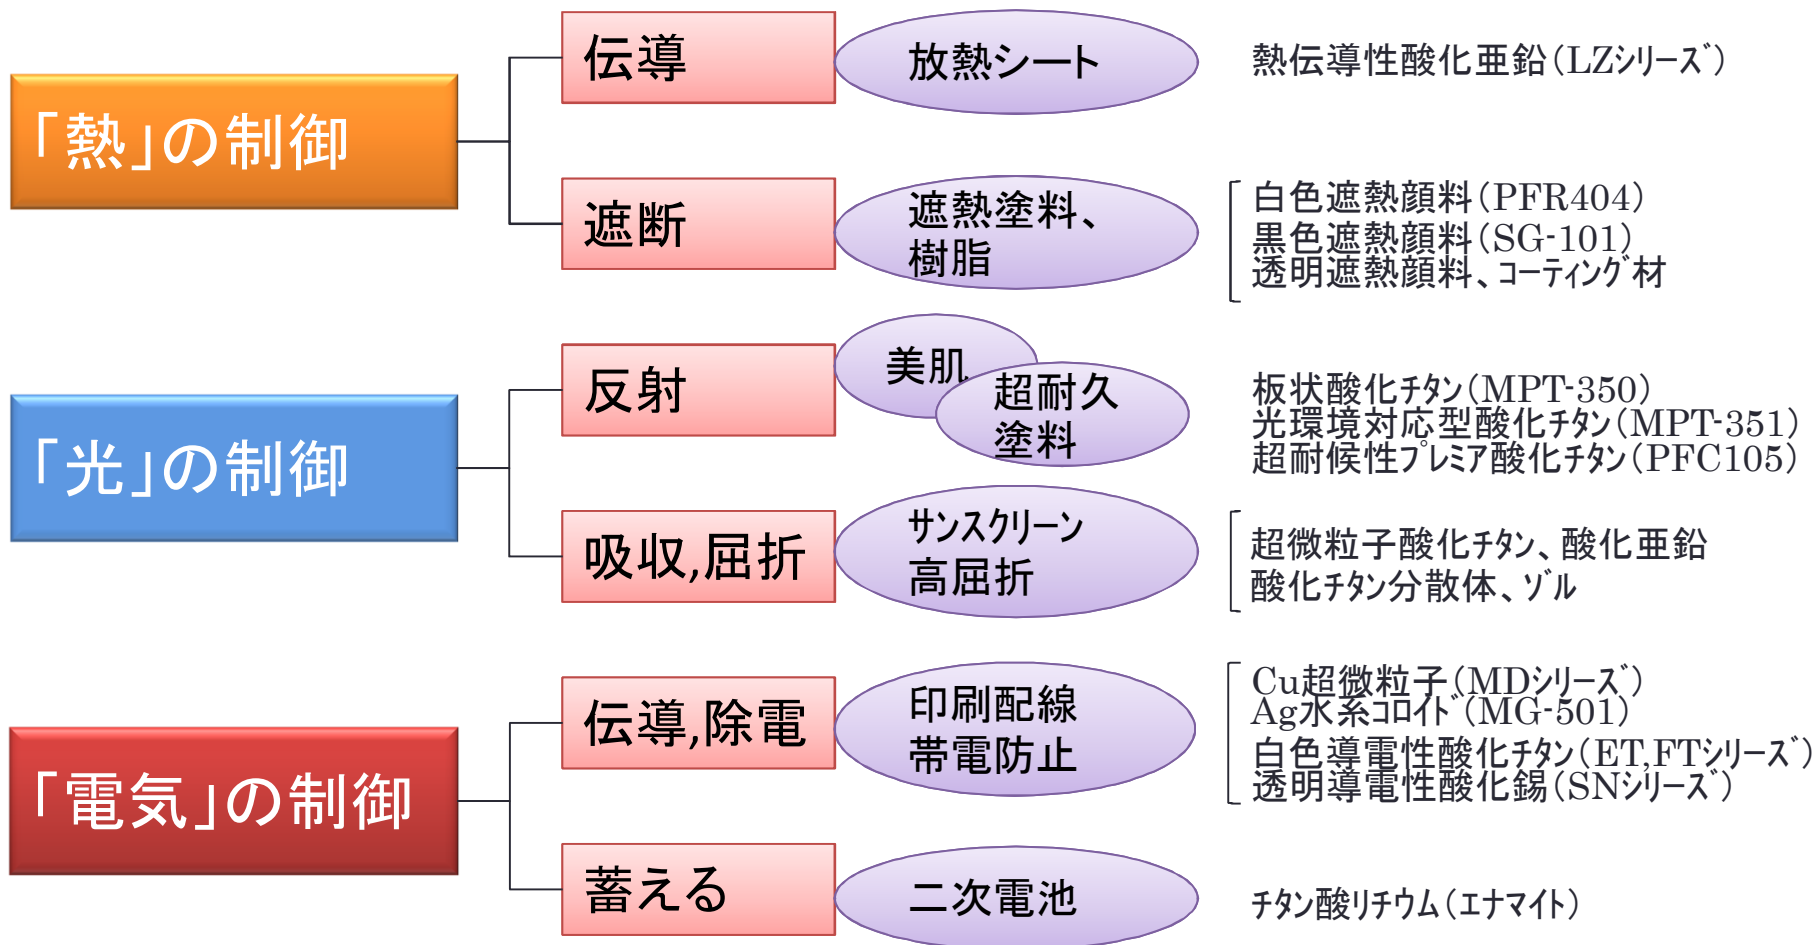 「熱」の制御
伝導
放熱シート
熱伝導性酸化亜鉛(LZｼﾘｰｽﾞ)
遮断
遮熱塗料、
樹脂
白色遮熱顔料(PFR404)
黒色遮熱顔料(SG-101)
透明遮熱顔料、ｺｰﾃｨﾝｸﾞ材
「光」の制御
反射
美肌
超耐久
塗料
板状酸化ﾁﾀﾝ(MPT-350)
光環境対応型酸化ﾁﾀﾝ(MPT-351)
超耐候性ﾌﾟﾚﾐｱ酸化ﾁﾀﾝ(PFC105)
吸収,屈折
サンスクリーン
高屈折
超微粒子酸化ﾁﾀﾝ、酸化亜鉛
酸化ﾁﾀﾝ分散体、ｿﾞﾙ
「電気」の制御
伝導,除電
印刷配線
帯電防止
Cu超微粒子(MDｼﾘｰｽﾞ)
Ag水系ｺﾛｲﾄﾞ(MG-501)
白色導電性酸化ﾁﾀﾝ(ET,FTｼﾘｰｽﾞ)
透明導電性酸化錫(SNｼﾘｰｽﾞ)
蓄える
二次電池
ﾁﾀﾝ酸ﾘﾁｳﾑ(ｴﾅﾏｲﾄ)